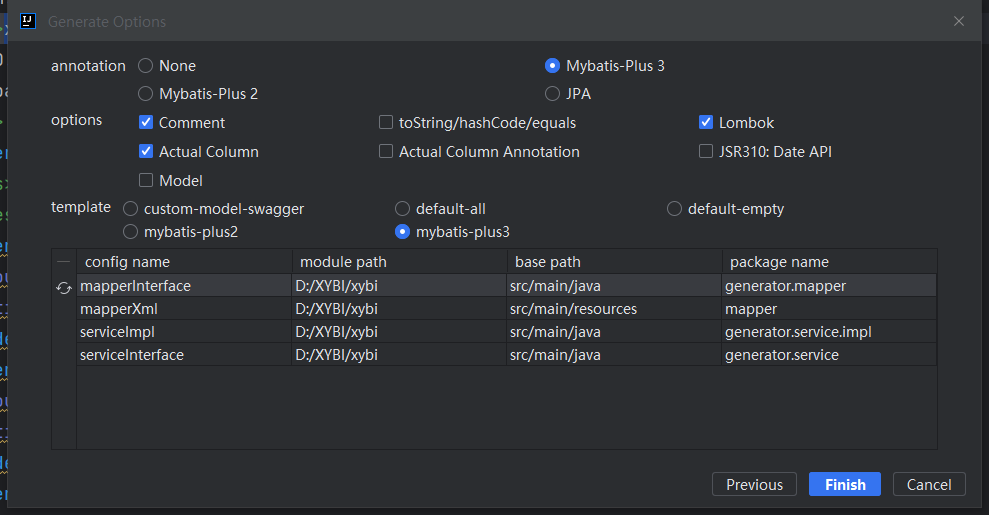 Generate Options
annotation None Mybatis-Plus 3
Mybatis-Plus 2 JPA
options Comment toString/hashCode/equals Lombok
Actual Column Actual Column Annotation JSR310: Date API
Model
template custom-model-swagger default-all default-empty
mybatis-plus2 mybatis-plus3
config name module path base path package name
mapperInterface D:/XYBI/xybi src/main/java generator.mapper
mapperXml D:/XYBI/xybi src/main/resources mapper
serviceImpl D:/XYBI/xybi src/main/java generator.service.impl
serviceInterface D:/XYBI/xybi src/main/java generator.service
Previous Finish Cancel